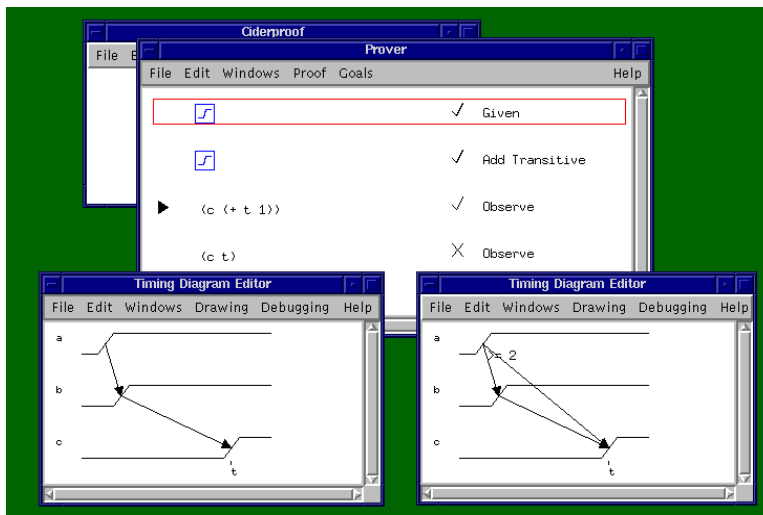 Ciderproof
File
Prover
File Edit Windows Proof Goals Help
Given
Add Transitive
(c (+ t 1)) Observe
(c t) Observe
Timing Diagram Editor
File Edit Windows Drawing Debugging Help
a
b
c
t
Timing Diagram Editor
File Edit Windows Drawing Debugging Help
a
>= 2
b
c
t